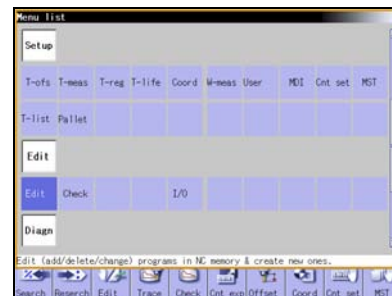 Menu list
Setup
T-ofs T-meas T-reg T-life Coord W-meas User MDI Cnt set MST
T-list Pallet
Edit
Edit Check I/O
Diagn
Edit (add/delete/change) programs in NC memory & create new ones.
Search Reserch Edit Trace Check Cnt exp Offset Coord Cnt set MST